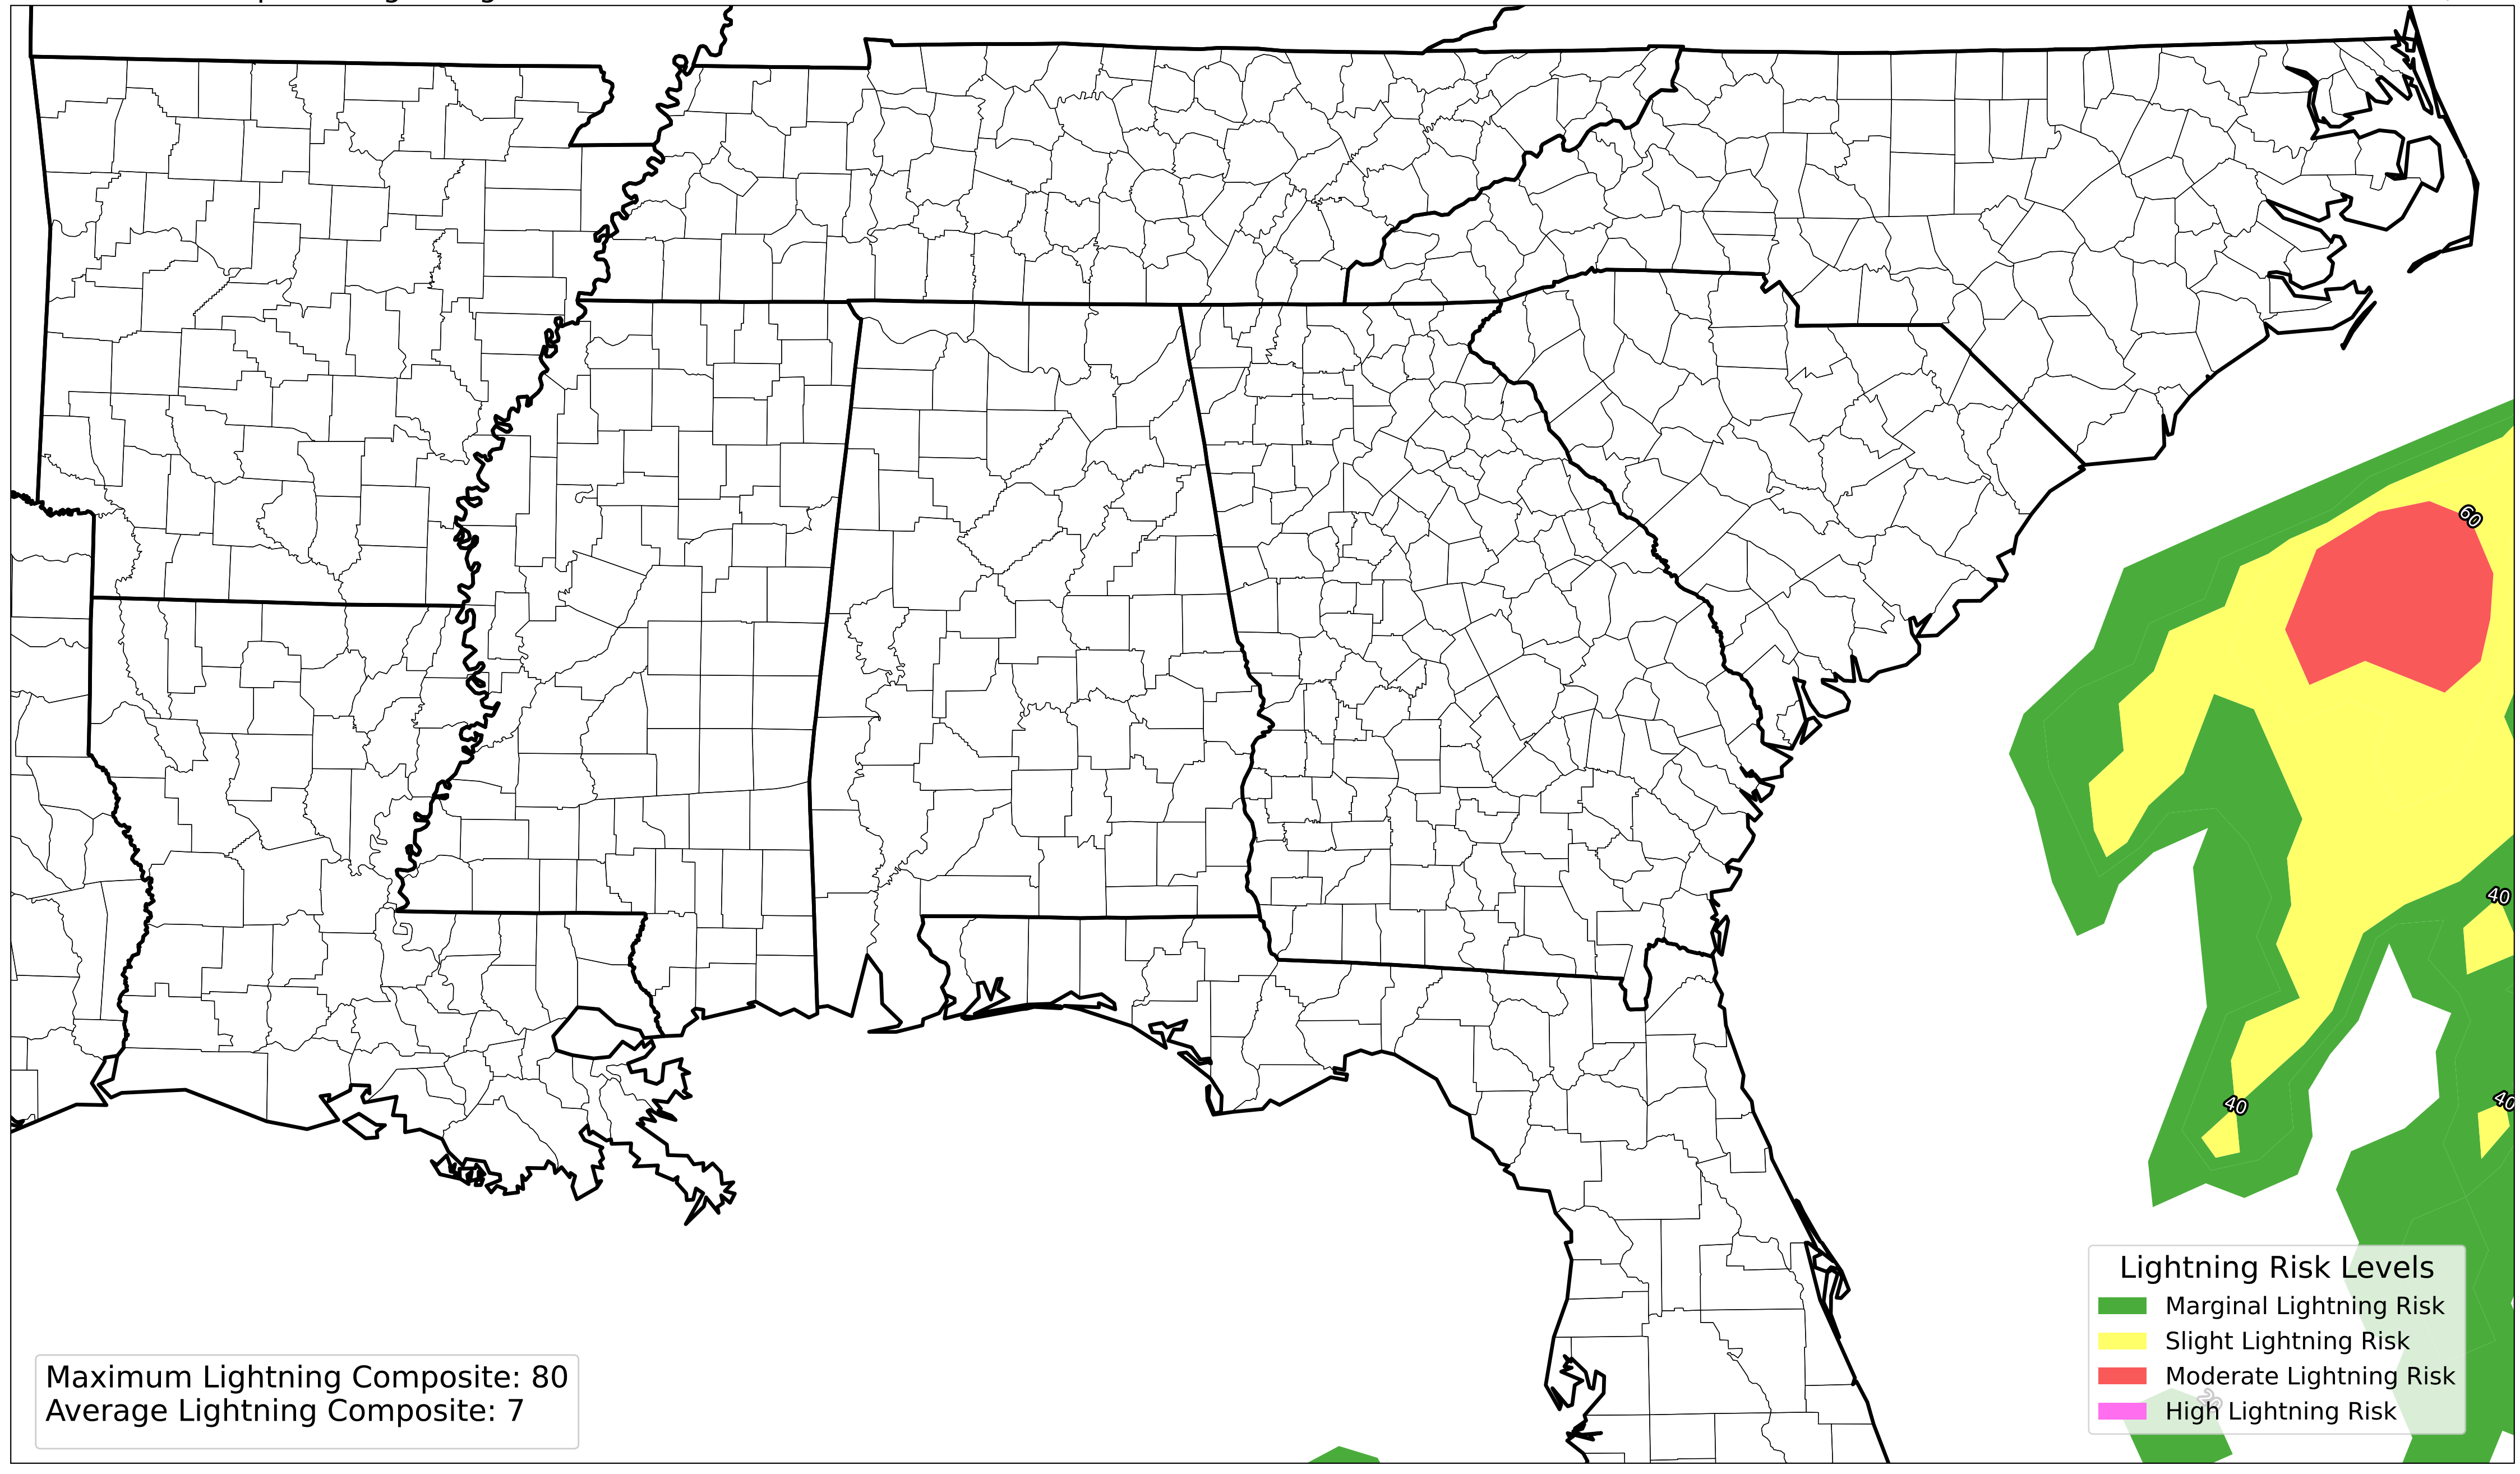 60
40
40
40
Lightning Risk Levels
Marginal Lightning Risk
Slight Lightning Risk
Moderate Lightning Risk
20
High Lightning Risk
Maximum Lightning Composite: 80
Average Lightning Composite: 7